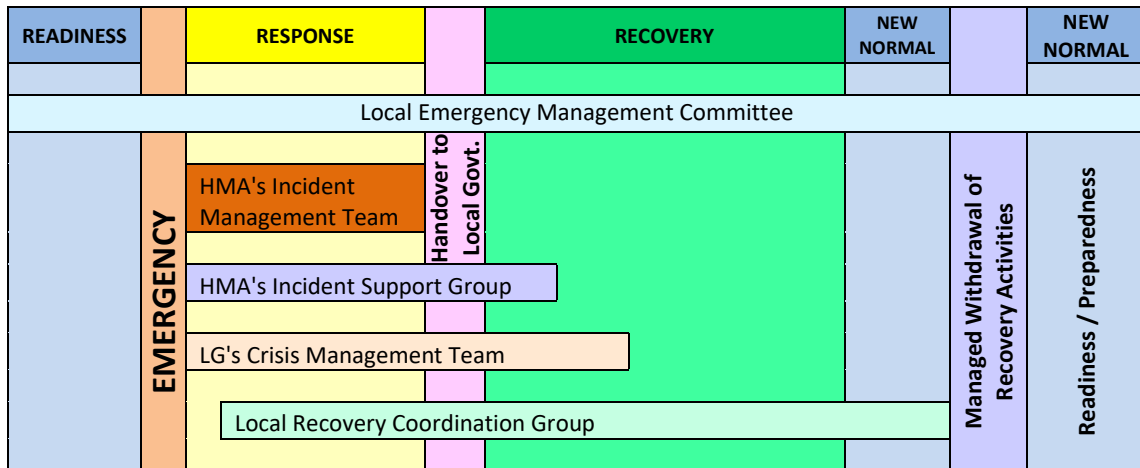 READINESS
RESPONSE
RECOVERY
NEW
NORMAL
NEW
NORMAL
Local Emergency Management Committee
EMERGENCY
HMA's Incident
Management Team
Handover to
Local Govt.
HMA's Incident Support Group
LG's Crisis Management Team
Local Recovery Coordination Group
Managed Withdrawal of
Recovery Activities
Readiness / Preparedness